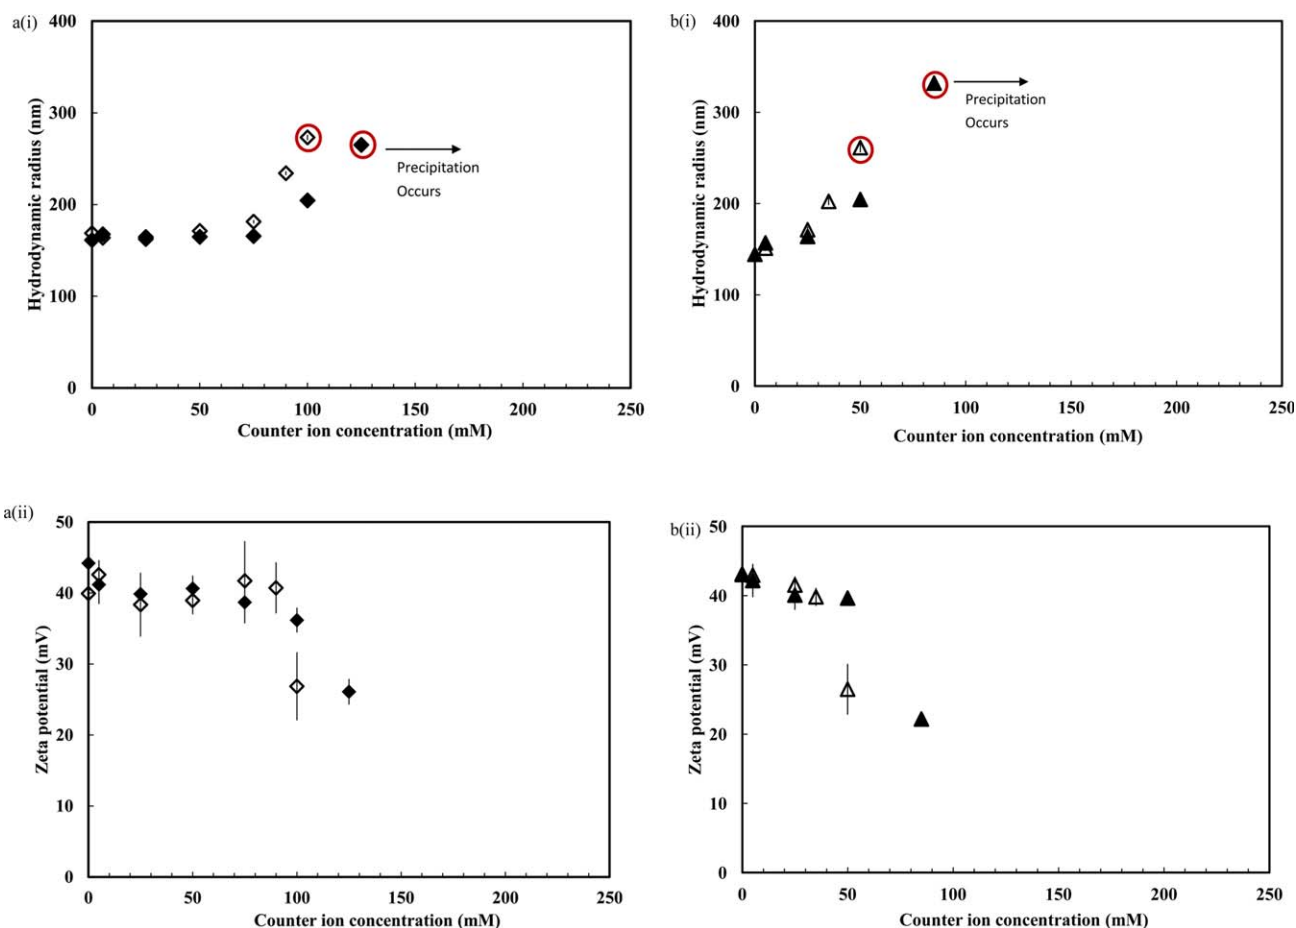 a(i)
400
300
200
100
0
Hydrodynamic radius (nm)
Precipitation
Occurs
0 50 100 150 200 250
Counter ion concentration (mM)
b(i)
400
300
200
100
0
Hydrodynamic radius (nm)
Precipitation
Occurs
0 50 100 150 200 250
Counter ion concentration (mM)
a(ii)
50
40
30
20
10
0
Zeta potential (mV)
0 50 100 150 200 250
Counter ion concentration (mM)
b(ii)
50
40
30
20
10
0
Zeta potential (mV)
0 50 100 150 200 250
Counter ion concentration (mM)